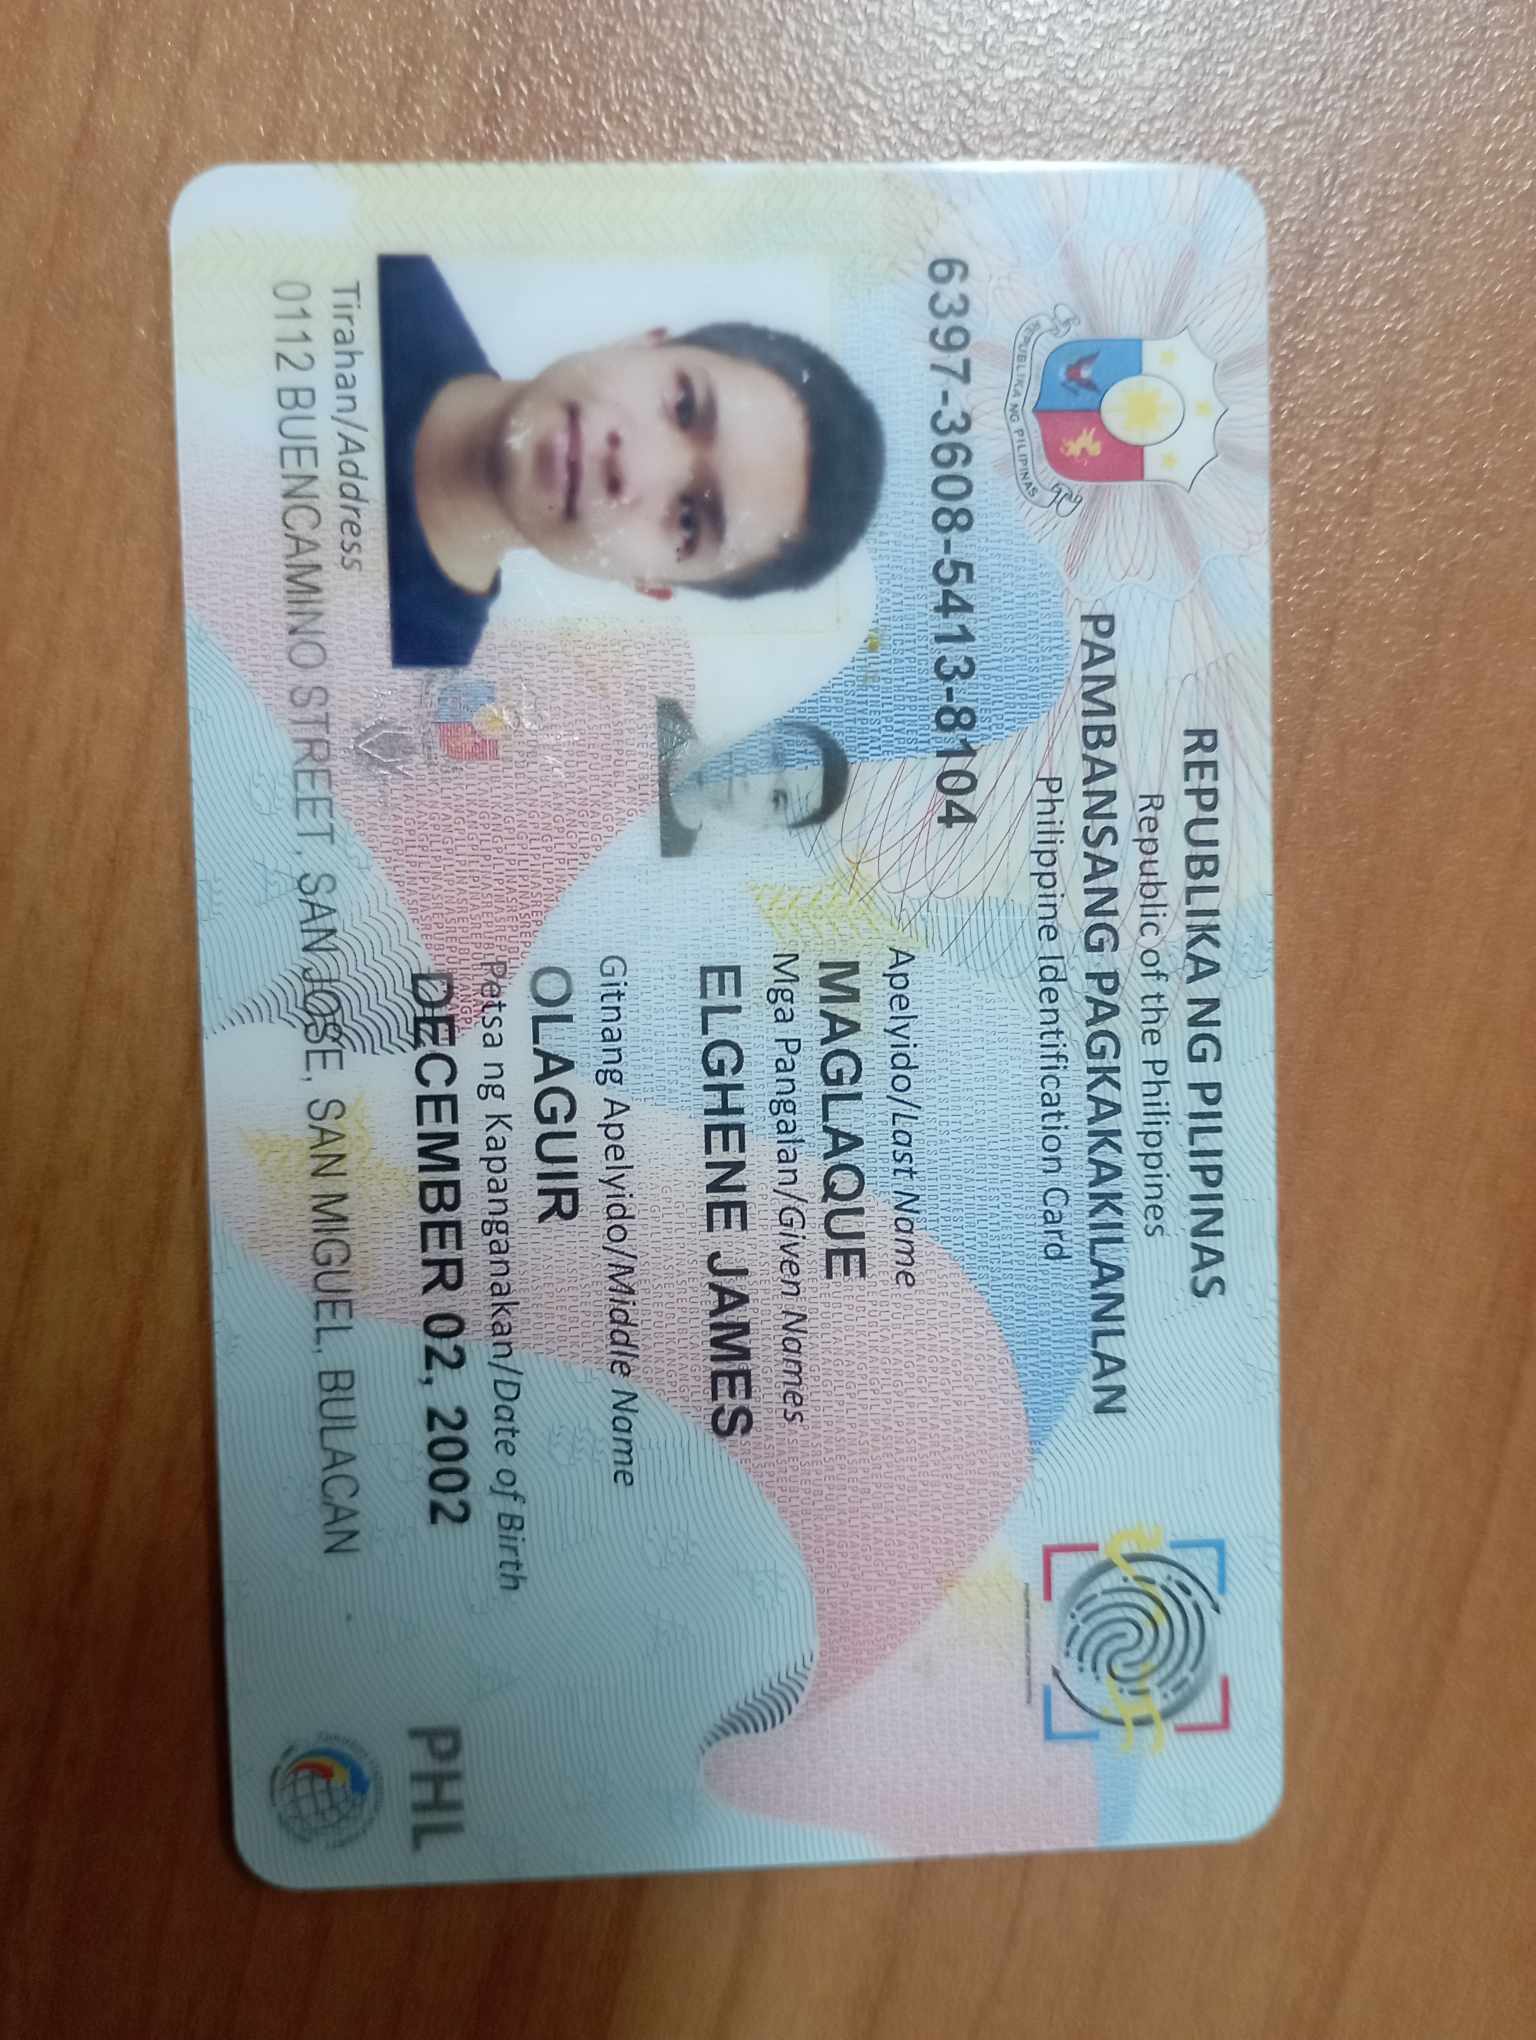 REPUBLIKA NG PILIPINAS
Republic of the Philippines
PAMBANSANG PAGKAKAKILANLAN
Philippine Identification Card
REPUBLIKA NG PILIPINAS
6397-3608-5413-8104
Apelyido/Last Name
MAGLAQUE
Mga Pangalan/Given Names
ELGHENE JAMES
Gitnang Apelyido/Middle Name
OLAGUIR
Petsa ng Kapanganakan/Date of Birth
DECEMBER 02, 2002
Tirahan/Address
0112 BUENCAMINO STREET, SAN JOSE, SAN MIGUEL, BULACAN
PHL